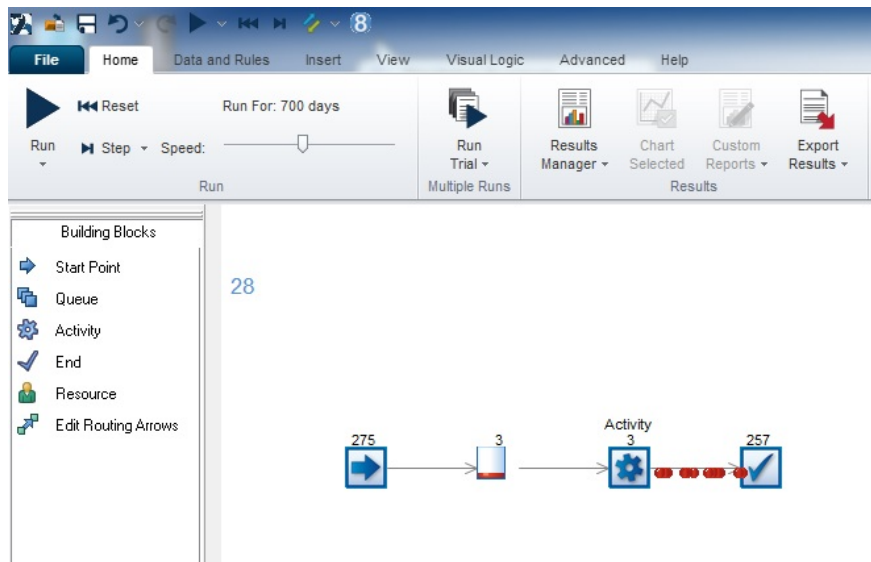 8
File Home Data and Rules Insert View Visual Logic Advanced Help
Reset Run For: 700 days
Run Step Speed: Run Trial Results Manager Chart Selected Custom Reports Export Results
Run Multiple Runs Results
Building Blocks
Start Point
Queue
Activity
End
Resource
Edit Routing Arrows
28
Activity
275 3 3 257